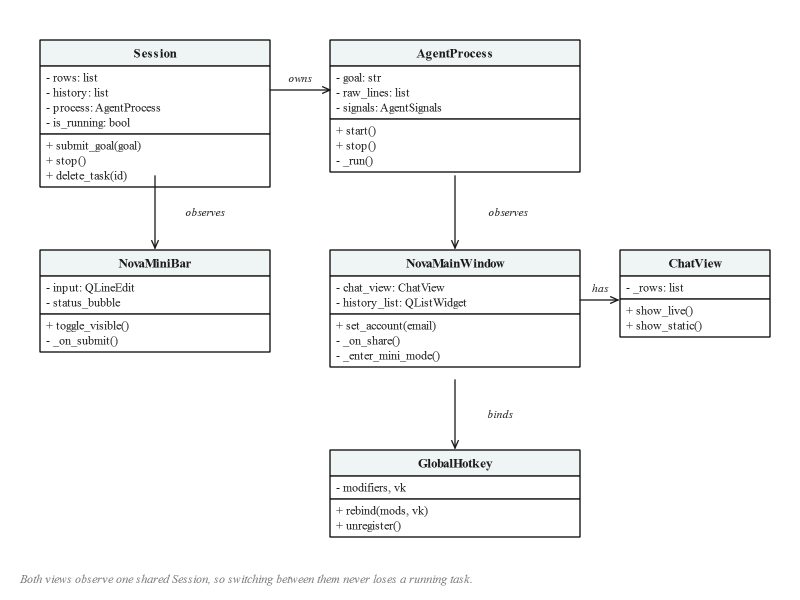 Session
- rows: list
- history: list
- process: AgentProcess
- is_running: bool
+ submit_goal(goal)
+ stop()
+ delete_task(id)
owns
AgentProcess
- goal: str
- raw_lines: list
- signals: AgentSignals
+ start()
+ stop()
- _run()
observes
observes
NovaMiniBar
- input: QLineEdit
- status_bubble
+ toggle_visible()
- _on_submit()
NovaMainWindow
- chat_view: ChatView
- history_list: QListWidget
+ set_account(email)
- _on_share()
- _enter_mini_mode()
has
ChatView
- _rows: list
+ show_live()
+ show_static()
binds
GlobalHotkey
- modifiers, vk
+ rebind(mods, vk)
+ unregister()
Both views observe one shared Session, so switching between them never loses a running task.